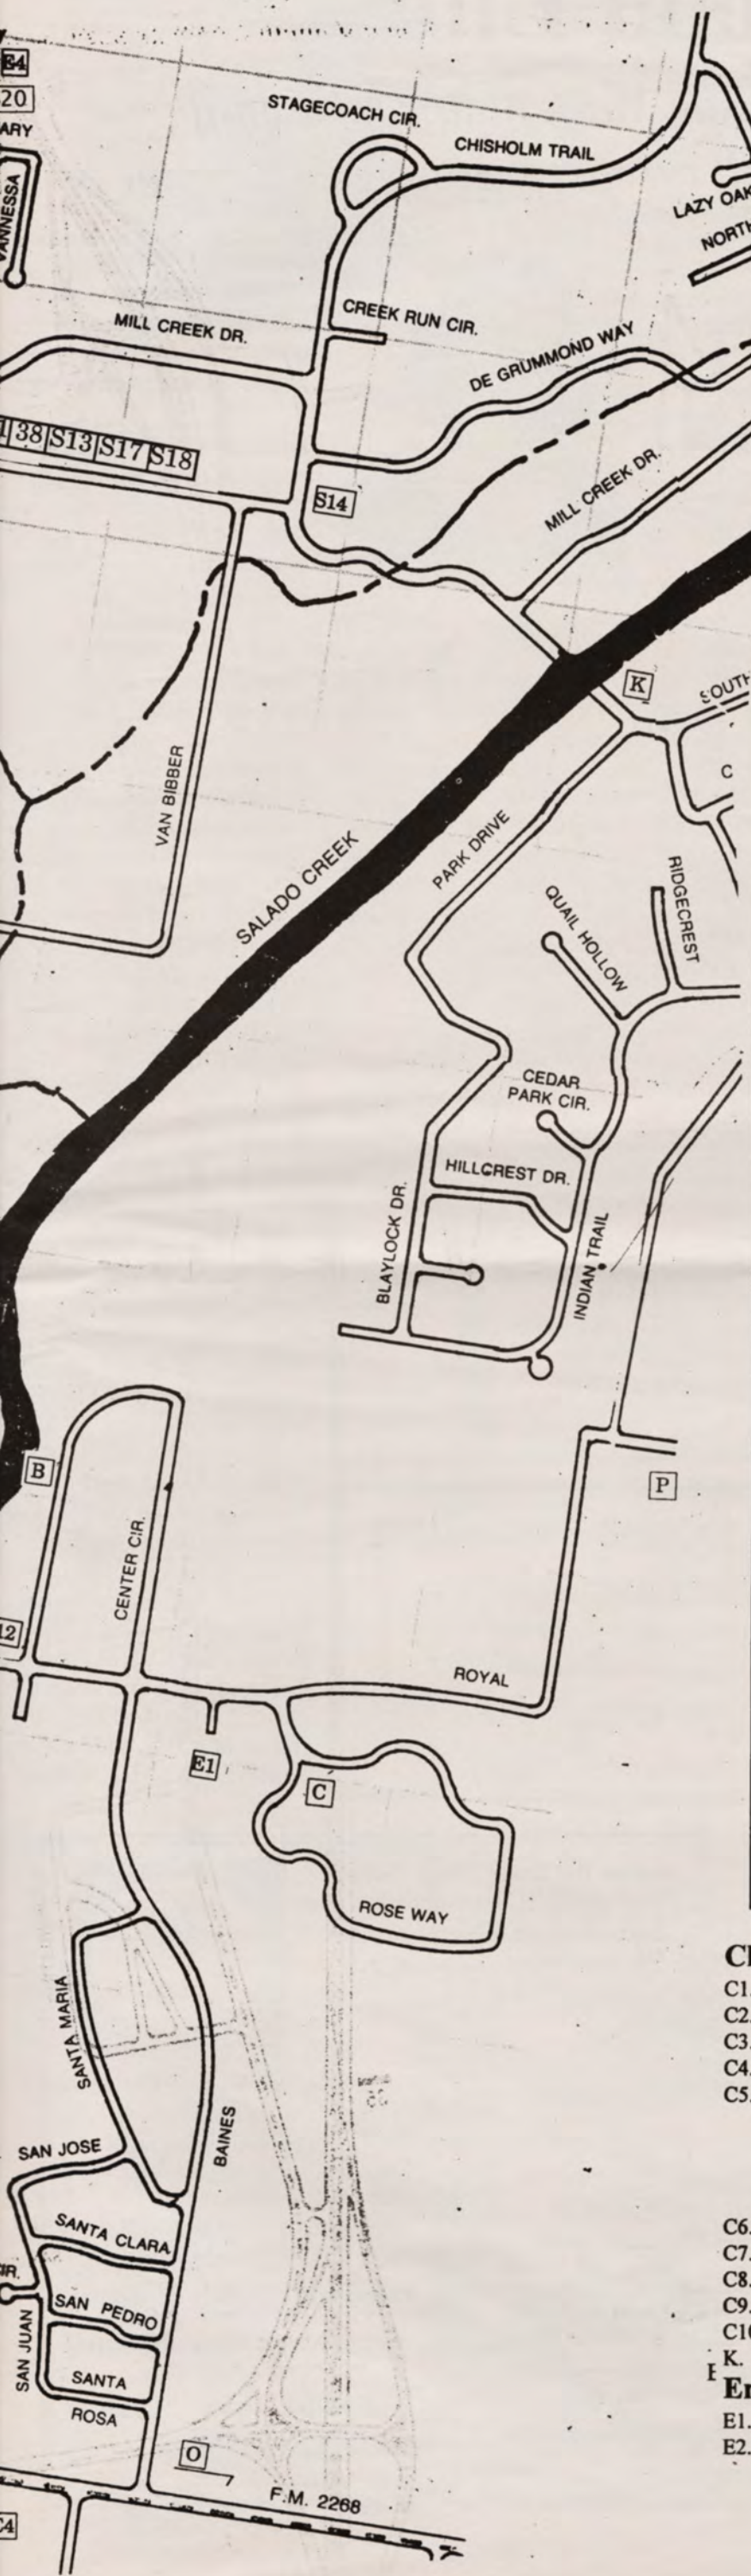 E4
20
ARY
VANNESSA
STAGECOACH CIR.
CHISHOLM TRAIL
LAZY OAK
NORTH
CREEK RUN CIR.
MILL CREEK DR.
DE GRUMMOND WAY
38 S13 S17 S18
S14
MILL CREEK DR.
K
SOUTH
C
VAN BIBBER
SALADO CREEK
PARK DRIVE
QUAIL HOLLOW
RIDGECREST
CEDAR
PARK CIR.
HILLCREST DR.
BLAYLOCK DR.
INDIAN TRAIL
B
P
CENTER CIR.
12
ROYAL
E1
C
ROSE WAY
SANTA MARIA
BAINES
SAN JOSE
SANTA CLARA
IR.
SAN PEDRO
SAN JUAN
SANTA
ROSA
O
F.M. 2268
C1.
C2.
C3.
C4.
C5.
C6.
C7.
C8.
C9.
C10
K.
E1.
E2.